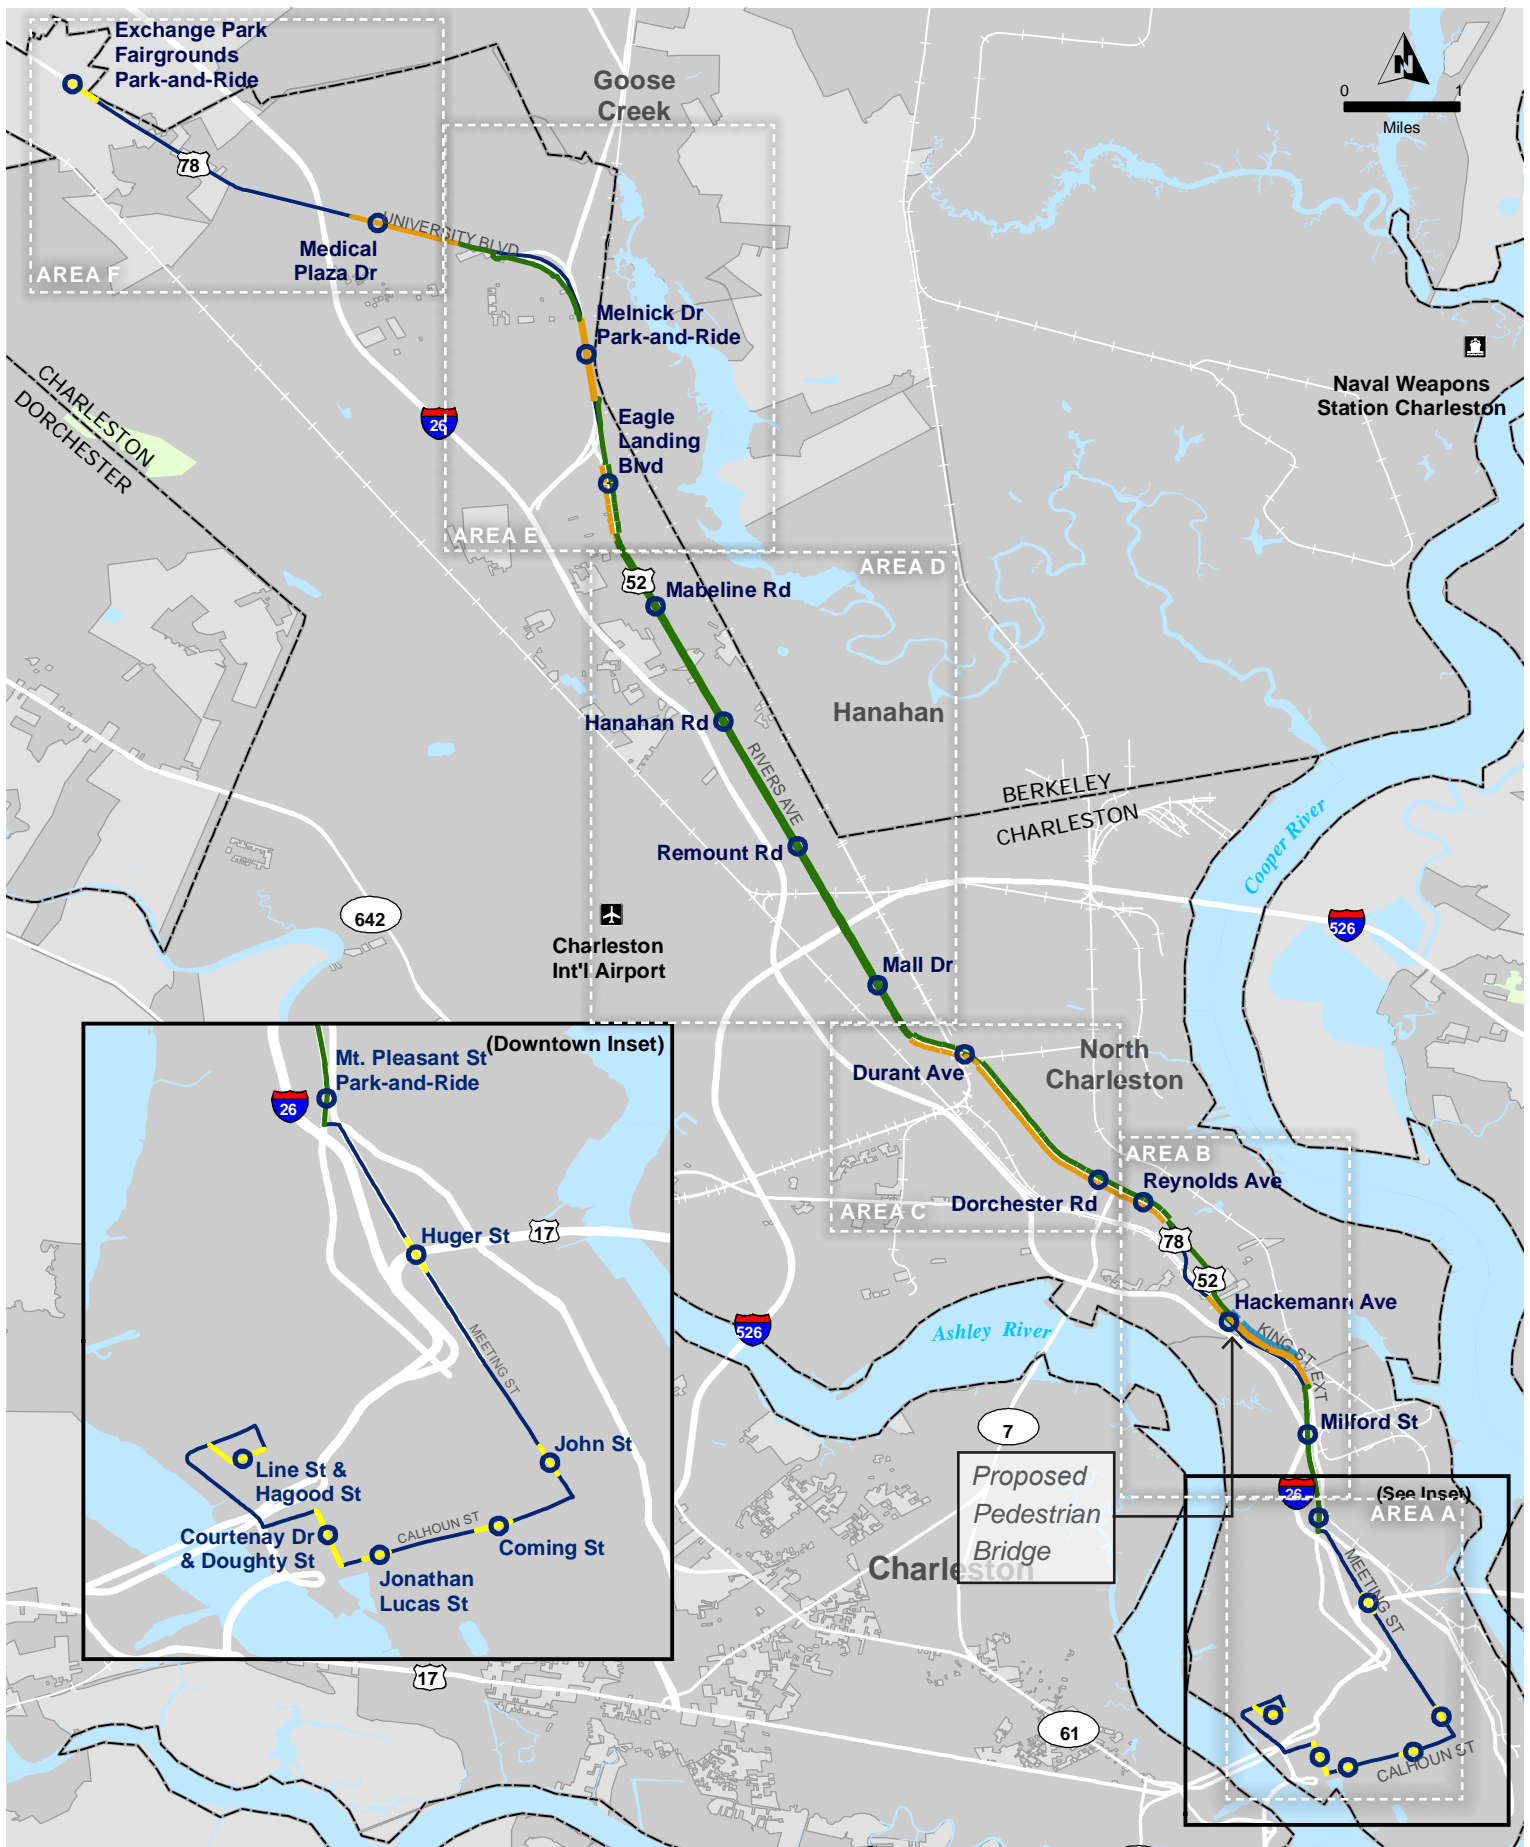 Exchange Park
Fairgrounds
Park-and-Ride
Goose
Creek
N
0 1
Miles
78
UNIVERSITY BLVD
Medical
Plaza Dr
AREA F
Melnick Dr
Park-and-Ride
Naval Weapons
Station Charleston
CHARLESTON
DORCHESTER
26
Eagle
Landing
Blvd
AREA E
AREA D
52
Mabeline Rd
Hanahan
Hanahan Rd
RIVERS AVE
BERKELEY
CHARLESTON
Cooper River
Remount Rd
642
526
Charleston
Int'l Airport
Mall Dr
North
Charleston
Durant Ave
AREA B
Reynolds Ave
Dorchester Rd
AREA C
78
52
Hackemann Ave
KING ST EXT
526
Ashley River
7
Milford St
Proposed
Pedestrian
Bridge
26
(See Inset)
AREA A
Charleston
MEETING ST
61
CALHOUN ST
17
(Downtown Inset)
Mt. Pleasant St
Park-and-Ride
26
Huger St
17
MEETING ST
John St
Line St &
Hagood St
CALHOUN ST
Courtenay Dr
& Doughty St
Coming St
Jonathan
Lucas St